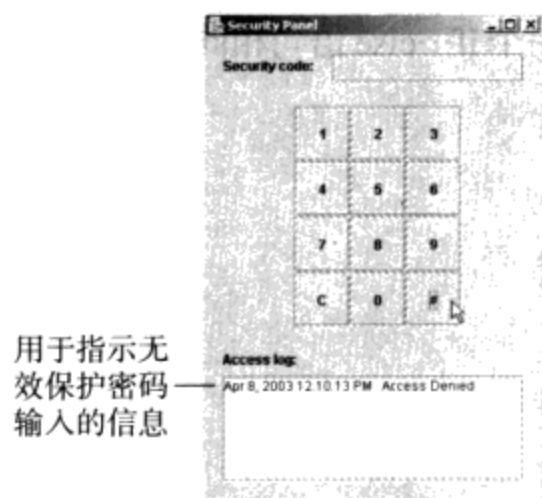 Security Panel
Security code:
1 2 3
4 5 6
7 8 9
C 0 #
Access log:
用于指示无
效保护密码
输入的信息
Apr 8, 2003 12:10:13 PM Access Denied